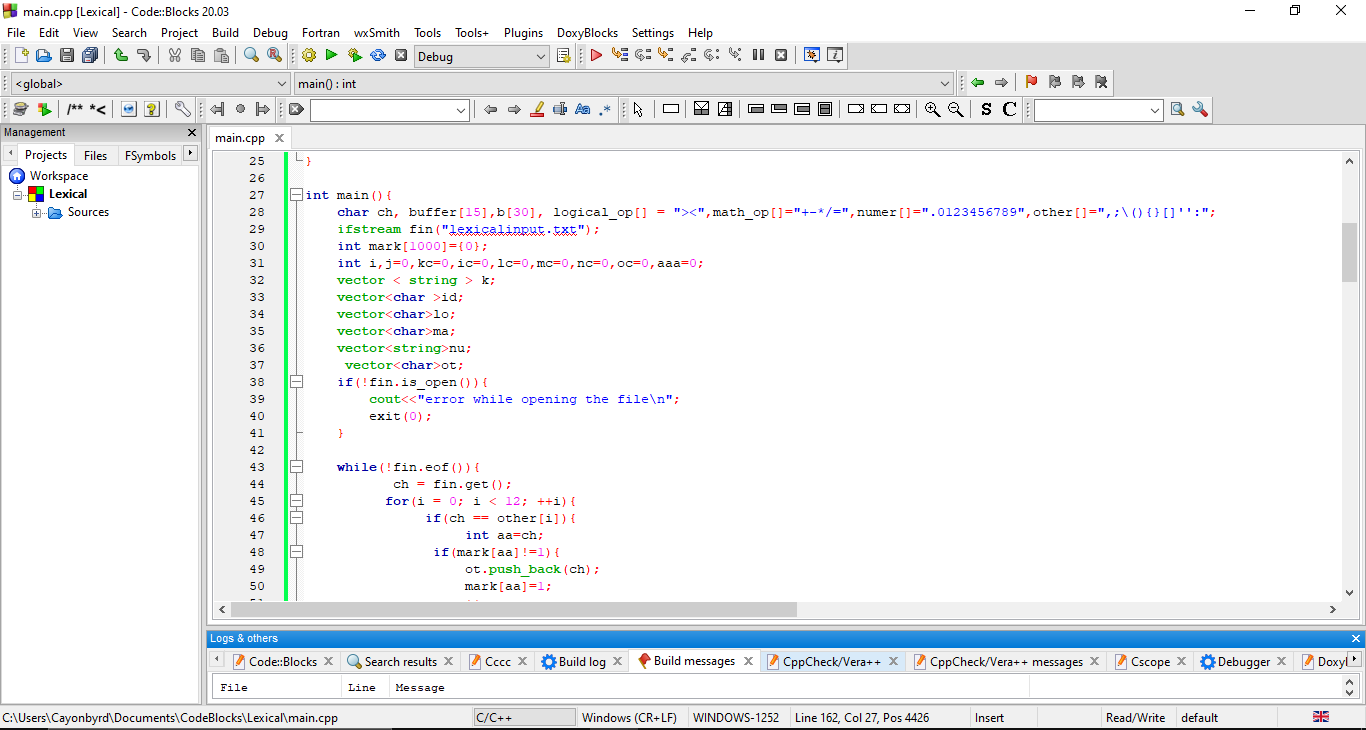 main.cpp [Lexical] - Code::Blocks 20.03
File Edit View Search Project Build Debug Fortran wxSmith Tools Tools+ Plugins DoxyBlocks Settings Help
Debug
<global> main() : int
/** *< S C
Management
Projects Files FSymbols
Workspace
Lexical
Sources
main.cpp
25 }
26
27 int main(){
28 char ch, buffer[15],b[30], logical_op[] = "><",math_op[]="+-*/=",numer[]=".0123456789",other[]=",;\(){}[]'':";
29 ifstream fin("lexicalinput.txt");
30 int mark[1000]={0};
31 int i,j=0,kc=0,ic=0,lc=0,mc=0,nc=0,oc=0,aaa=0;
32 vector < string > k;
33 vector<char >id;
34 vector<char>lo;
35 vector<char>ma;
36 vector<string>nu;
37 vector<char>ot;
38 if(!fin.is_open()){
39 cout<<"error while opening the file\n";
40 exit(0);
41 }
42
43 while(!fin.eof()){
44 ch = fin.get();
45 for(i = 0; i < 12; ++i){
46 if(ch == other[i]){
47 int aa=ch;
48 if(mark[aa]!=1){
49 ot.push_back(ch);
50 mark[aa]=1;
Logs & others
Code::Blocks Search results Cccc Build log Build messages CppCheck/Vera++ CppCheck/Vera++ messages Cscope Debugger Doxyl
File Line Message
C:\Users\Cayonbyrd\Documents\CodeBlocks\Lexical\main.cpp C/C++ Windows (CR+LF) WINDOWS-1252 Line 162, Col 27, Pos 4426 Insert Read/Write default